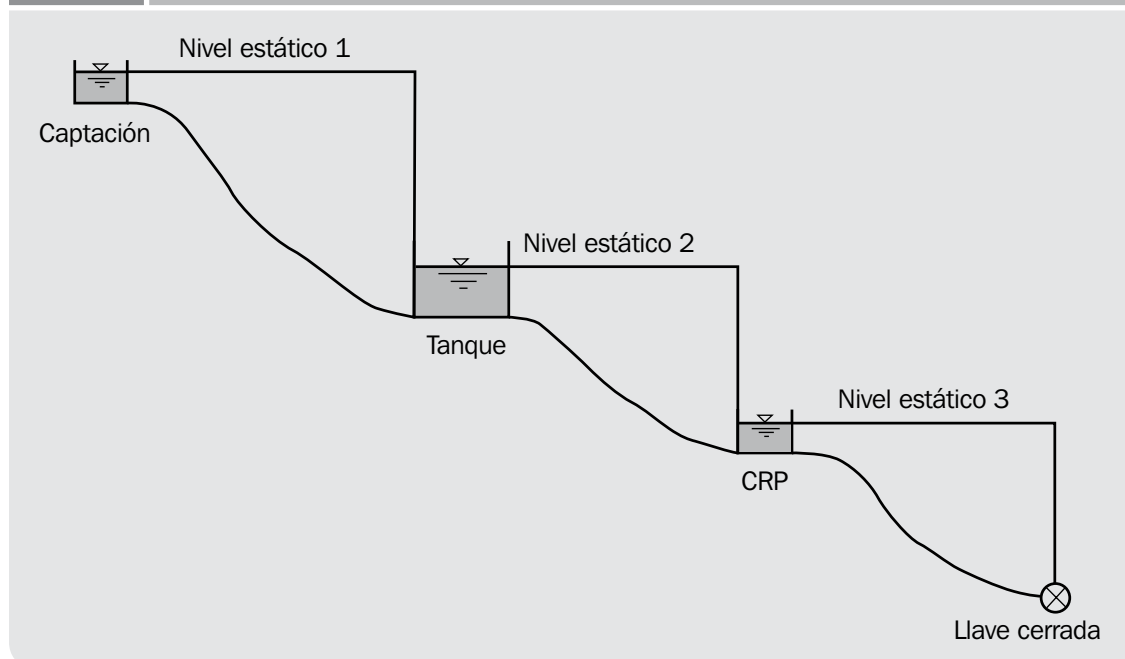 Nivel estático 1
Captación
Nivel estático 2
Tanque
Nivel estático 3
CRP
Llave cerrada